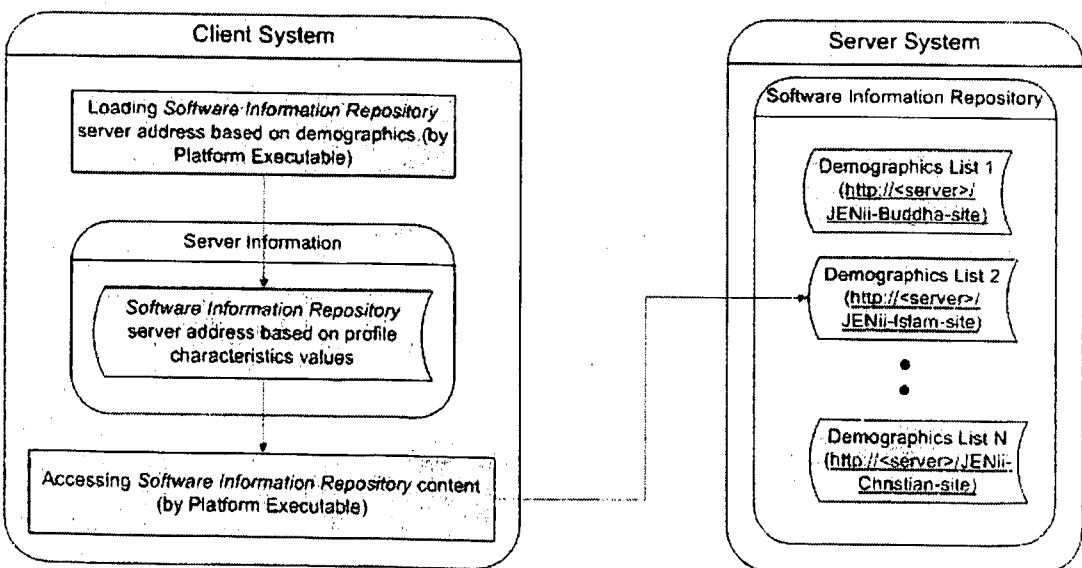 Client System
Loading Software Information Repository
server address based on demographics.(by
Platform Executable)
Server Information
Software Information Repository
server address based on profile
characteristics values
Accessing Software Information Repository content
(by Platform Executable)
Server System
Software Information Repository
Demographics List 1
(http://<server>/
JENii-Buddha-site)
Demographics List 2
(http://<server>/
JENii-Islam-site)
Demographics List N
(http://<server>/JENii-
Christian-site)